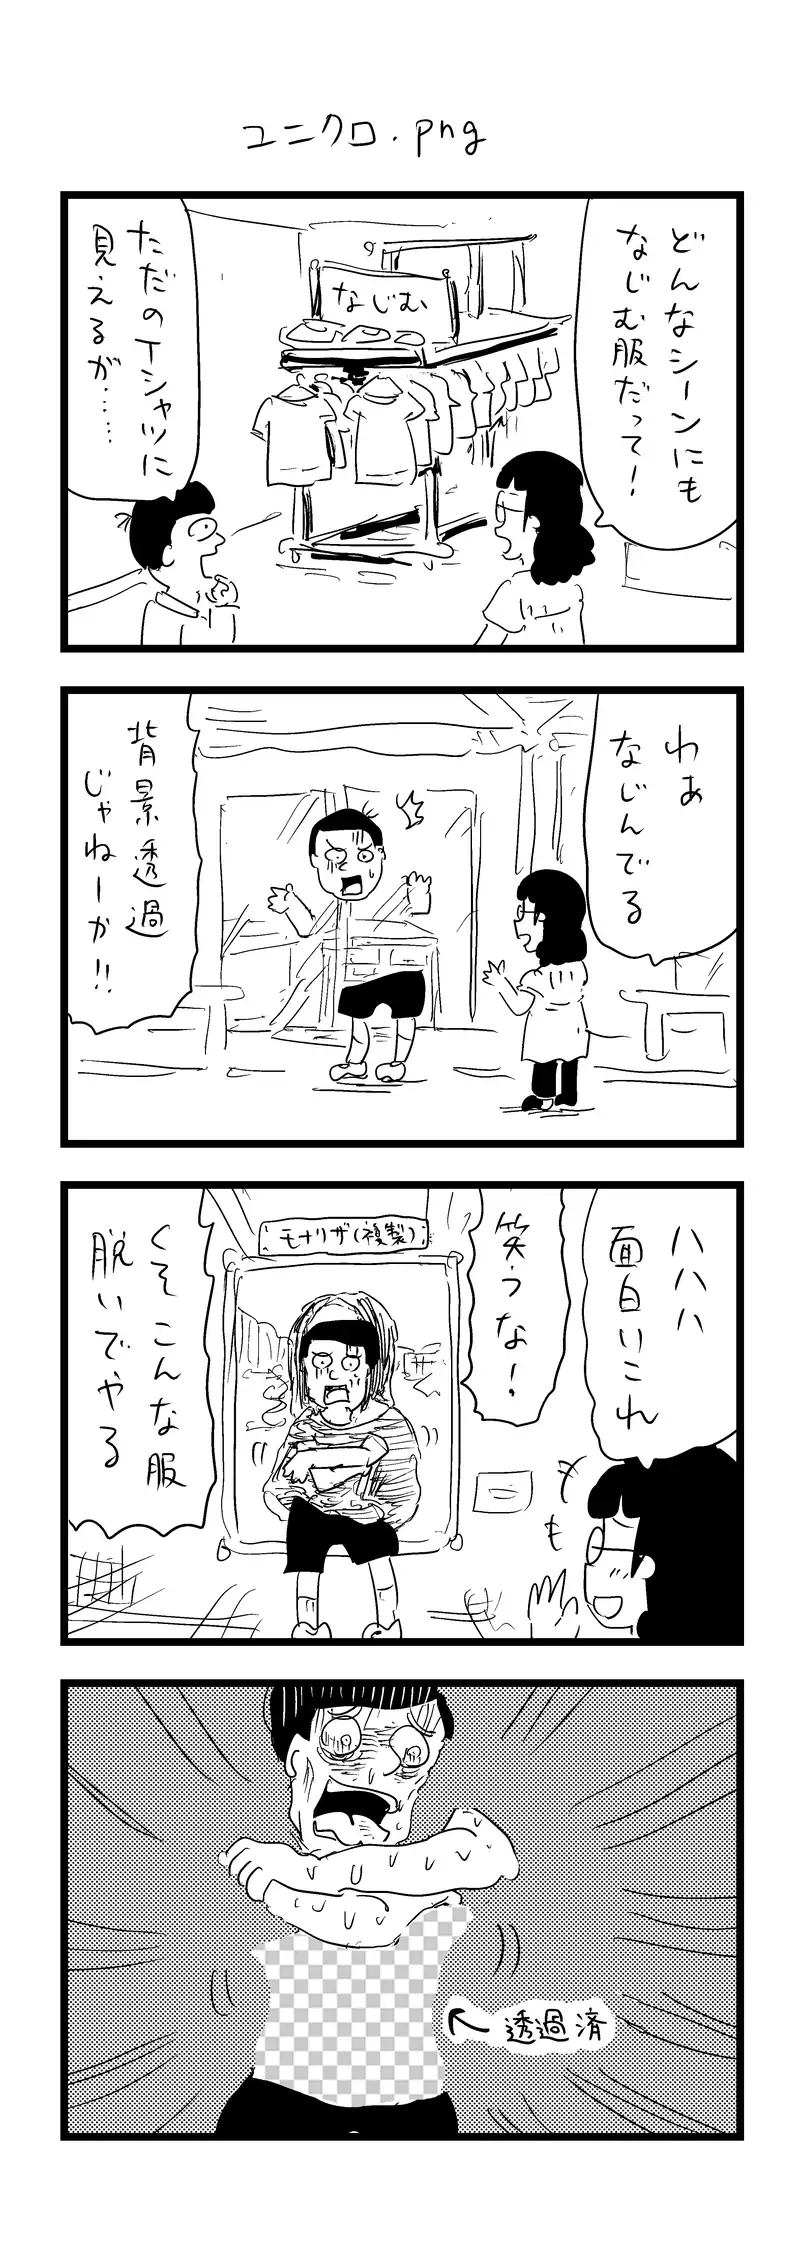 ユニクロ.png
どんなシーンにも
なじむ服だって!
なじむ
ただのTシャツに
見えるが……
わぁ
なじんでる
背景透過
じゃねーか!!
ハハハ
面白いこれ
笑うな!
モナリザ(複製)
くそこんな服
脱いでやる
透過済